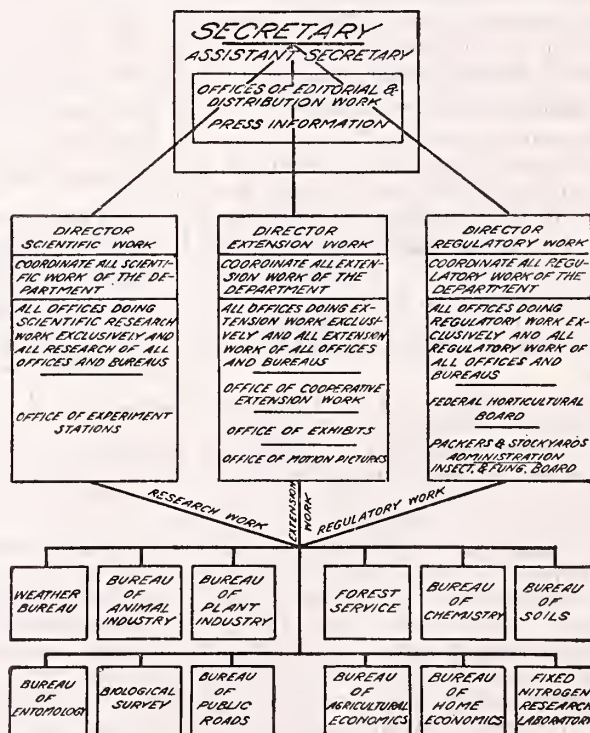 SECRETARY
ASSISTANT SECRETARY
OFFICES OF EDITORIAL &
DISTRIBUTION WORK
PRESS INFORMATION
DIRECTOR
SCIENTIFIC WORK
COORDINATE ALL SCIENTI-
FIC WORK OF THE DE-
PARTMENT
ALL OFFICES DOING
SCIENTIFIC RESEARCH
WORK EXCLUSIVELY AND
ALL RESEARCH OF ALL
OFFICES AND BUREAUS
OFFICE OF EXPERIMENT
STATIONS
DIRECTOR
EXTENSION WORK
COORDINATE ALL EXTEN-
SION WORK OF THE
DEPARTMENT
ALL OFFICES DOING EX-
TENSION WORK EXCLUSI-
VELY AND ALL EXTENSION
WORK OF ALL OFFICES
AND BUREAUS
OFFICE OF COOPERATIVE
EXTENSION WORK
OFFICE OF EXHIBITS
OFFICE OF MOTION PICTURES
DIRECTOR
REGULATORY WORK
COORDINATE ALL REGU-
LATORY WORK OF THE
DEPARTMENT
ALL OFFICES DOING
REGULATORY WORK EX-
CLUSIVELY AND ALL
REGULATORY WORK OF
ALL OFFICES AND
BUREAUS
FEDERAL HORTICULTURAL
BOARD
PACKERS & STOCKYARDS
ADMINISTRATION
INSECT. & FUNG. BOARD
RESEARCH WORK
EXTENSION
WORK
REGULATORY WORK
WEATHER
BUREAU
BUREAU
OF
ANIMAL
INDUSTRY
BUREAU
OF
PLANT
INDUSTRY
FOREST
SERVICE
BUREAU
OF
CHEMISTRY
BUREAU
OF
SOILS
BUREAU
OF
ENTOMOLOGY
BIOLOGICAL
SURVEY
BUREAU
OF
PUBLIC
ROADS
BUREAU
OF
AGRICULTURAL
ECONOMICS
BUREAU
OF
HOME
ECONOMICS
FIXED
NITROGEN
RESEARCH
LABORATORY